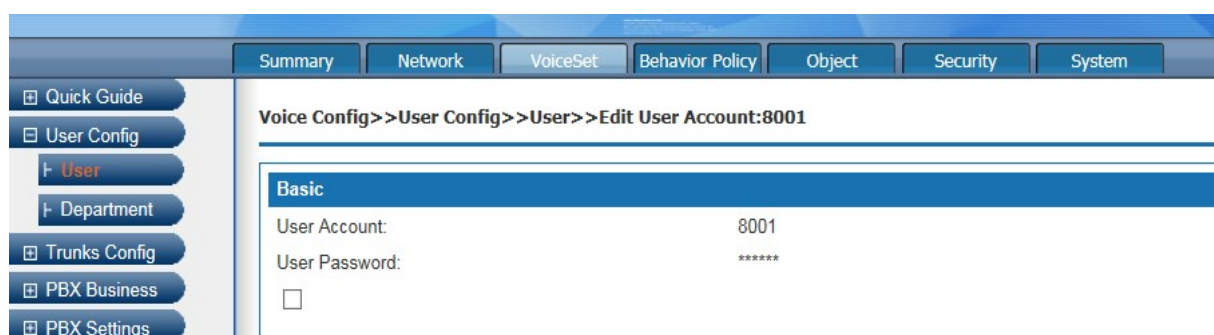 Summary Network VoiceSet Behavior Policy Object Security System
Quick Guide
User Config
User
Department
Trunks Config
PBX Business
PBX Settings
Voice Config>>User Config>>User>>Edit User Account:8001
Basic
User Account: 8001
User Password: ******